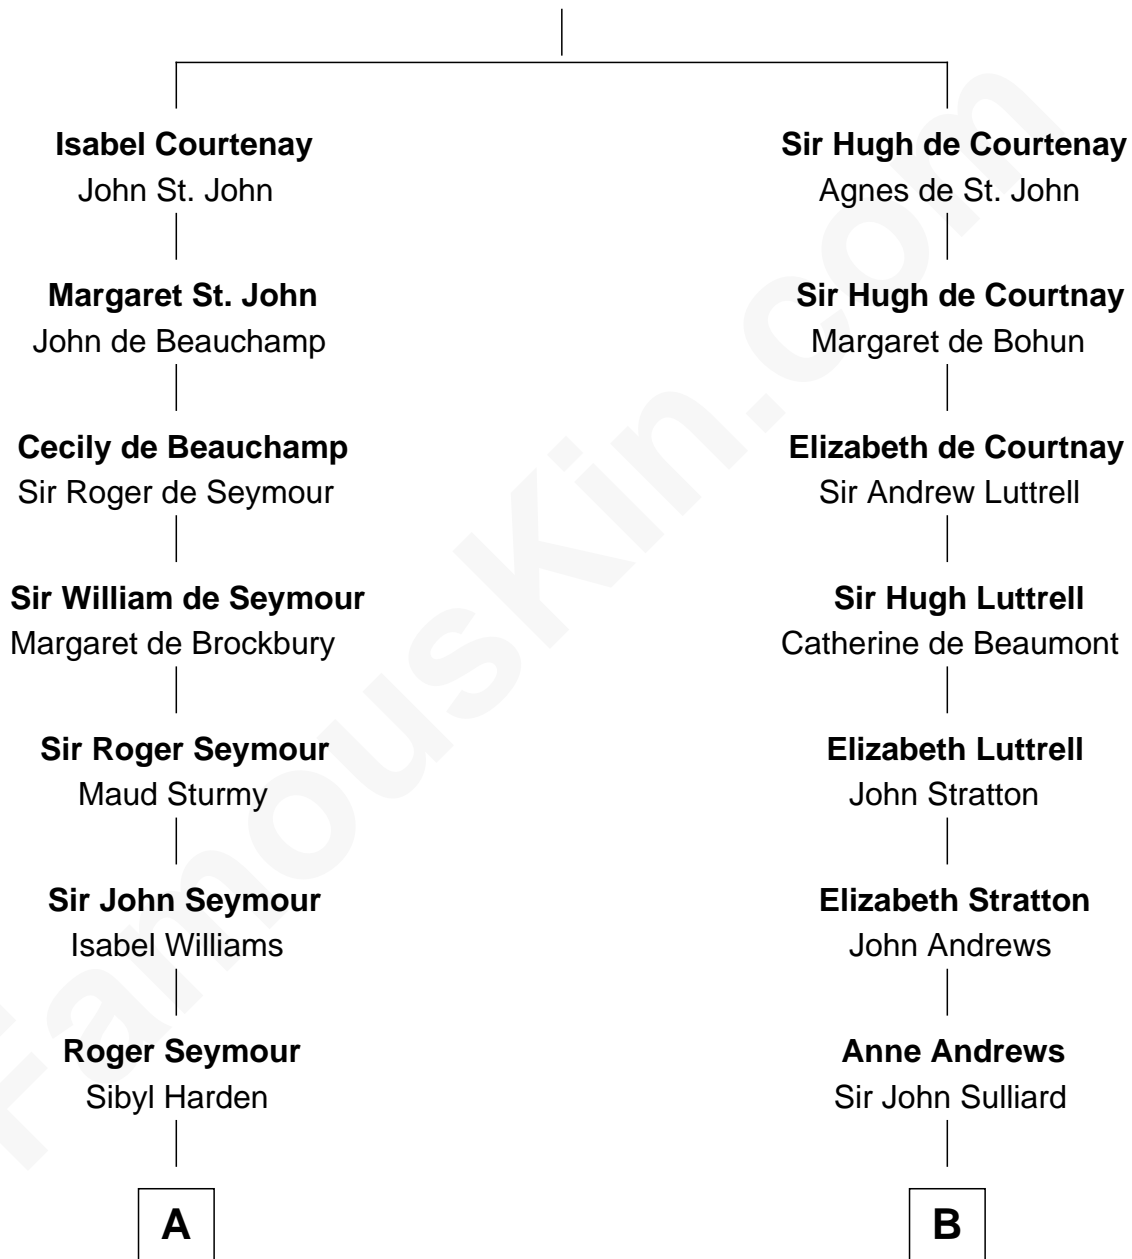 Isabel Courtenay
John St. John
Margaret St. John
John de Beauchamp
Cecily de Beauchamp
Sir Roger de Seymour
Sir William de Seymour
Margaret de Brockbury
Sir Roger Seymour
Maud Sturmy
Sir John Seymour
Isabel Williams
Roger Seymour
Sibyl Harden
A
Sir Hugh de Courtenay
Agnes de St. John
Sir Hugh de Courtnay
Margaret de Bohun
Elizabeth de Courtnay
Sir Andrew Luttrell
Sir Hugh Luttrell
Catherine de Beaumont
Elizabeth Luttrell
John Stratton
Elizabeth Stratton
John Andrews
Anne Andrews
Sir John Sulliard
B
FamousKin.com